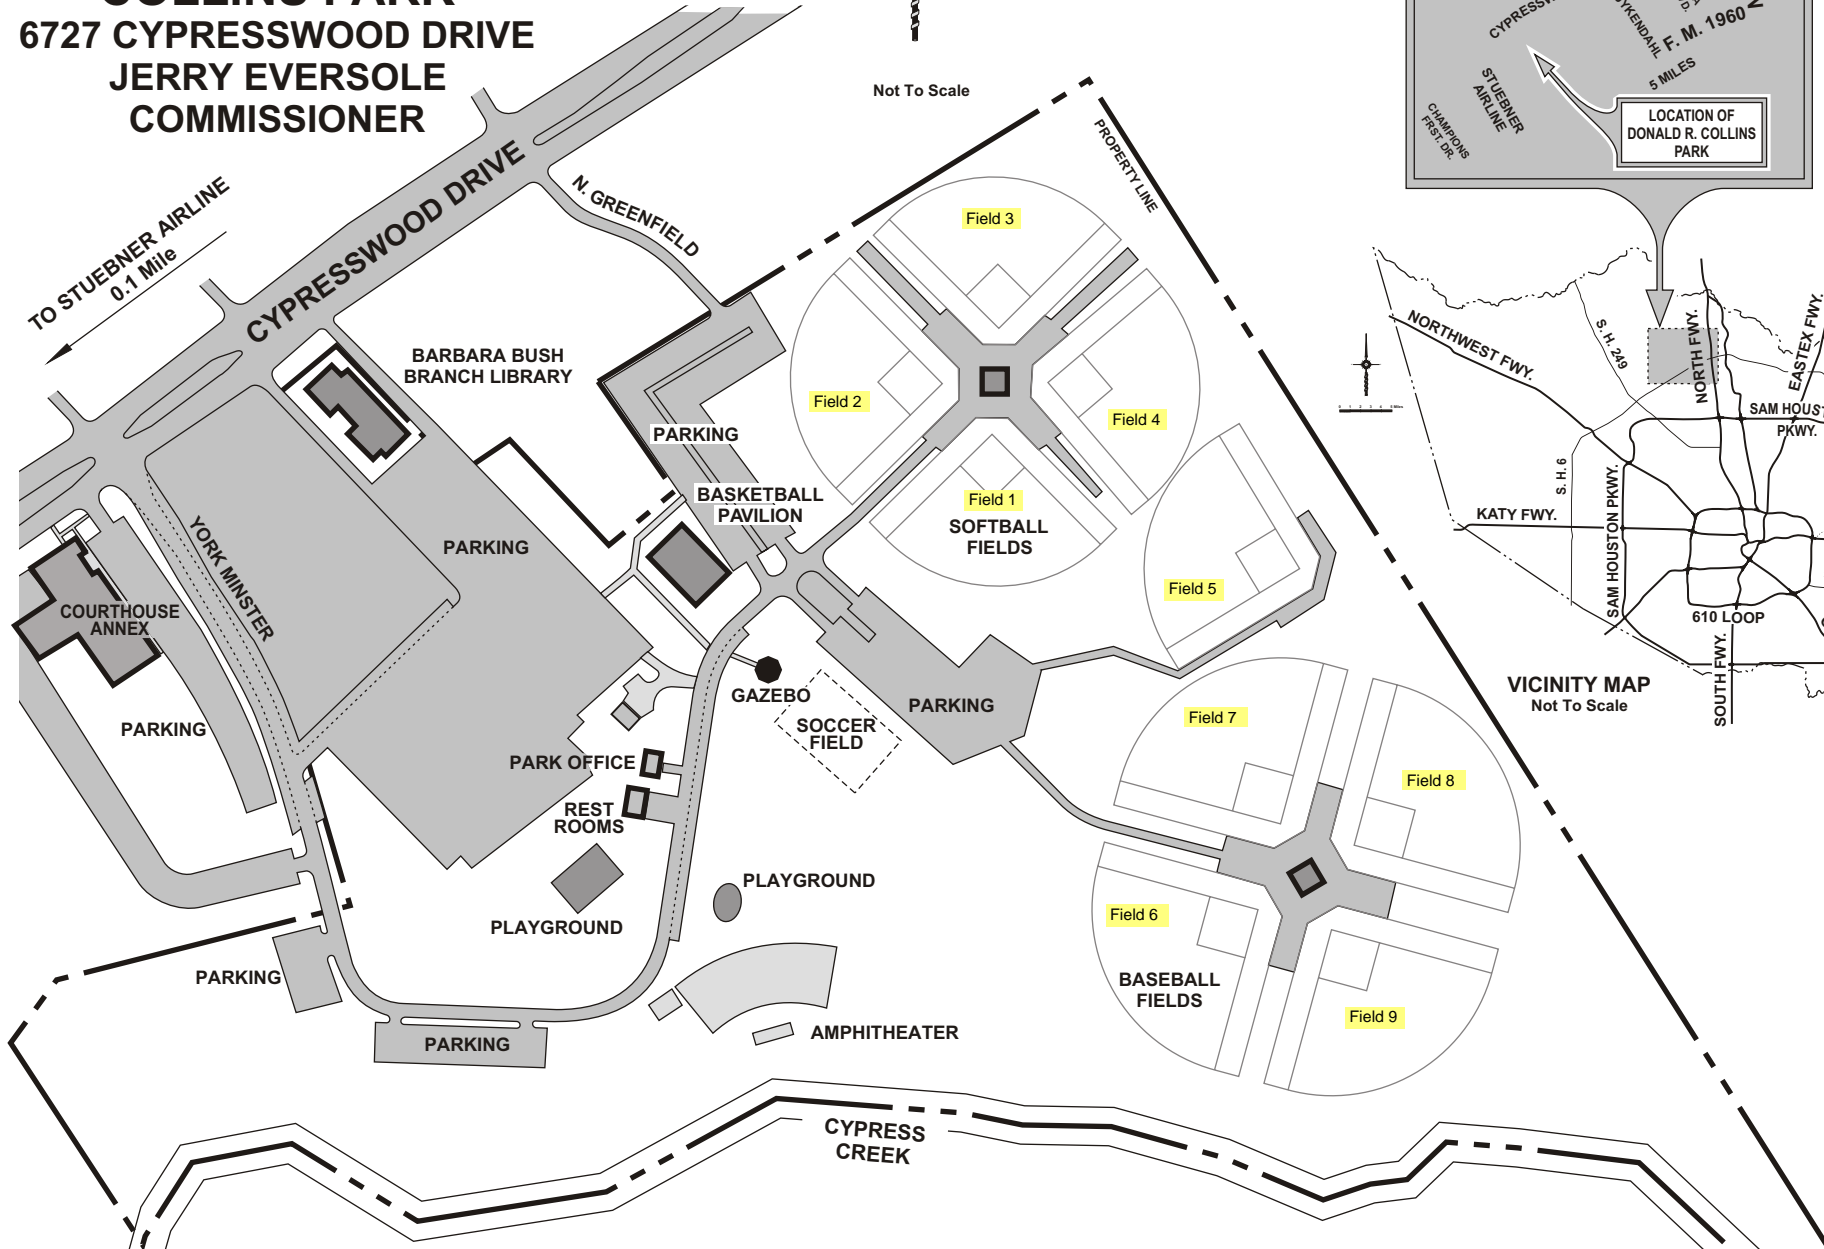 COLLINS PARK
6727 CYPRESSWOOD DRIVE
JERRY EVERSOLE
COMMISSIONER
Not To Scale
F. M. 1960
5 MILES
STUEBNER
AIRLINE
CHAMPIONS
FRST. DR.
LOCATION OF
DONALD R. COLLINS
PARK
TO STUEBNER AIRLINE
0.1 Mile
CYPRESSWOOD DRIVE
N. GREENFIELD
PROPERTY LINE
Field 3
Field 2
Field 4
Field 1
SOFTBALL
FIELDS
Field 5
BARBARA BUSH
BRANCH LIBRARY
PARKING
BASKETBALL
PAVILION
PARKING
YORK MINSTER
COURTHOUSE
ANNEX
PARKING
GAZEBO
SOCCER
FIELD
PARKING
PARK OFFICE
REST
ROOMS
PLAYGROUND
PLAYGROUND
PARKING
PARKING
AMPHITHEATER
Field 7
Field 8
Field 6
BASEBALL
FIELDS
Field 9
CYPRESS
CREEK
NORTHWEST FWY.
S. H. 249
NORTH FWY.
EASTEX FWY.
SAM HOUST
PKWY.
S. H. 6
SAM HOUSTON PKWY.
KATY FWY.
610 LOOP
SOUTH FWY.
VICINITY MAP
Not To Scale